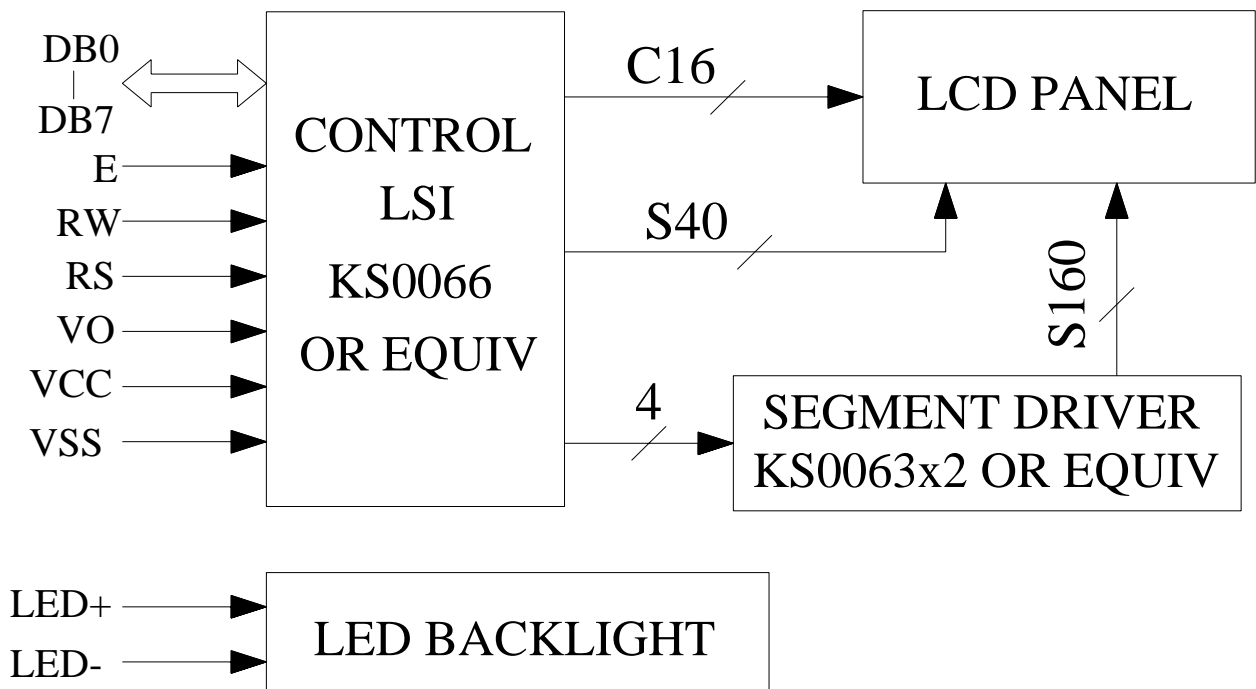 DB0
DB7
E
RW
RS
VO
VCC
VSS
CONTROL
LSI
KS0066
OR EQUIV
C16
S40
4
LCD PANEL
S160
SEGMENT DRIVER
KS0063x2 OR EQUIV
LED+
LED-
LED BACKLIGHT